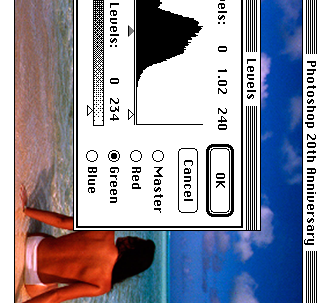 Photoshop 20th Anniversary
Levels
Levels: 0 1.02 240
Levels: 0 234
OK
Cancel
Master
Red
Green
Blue